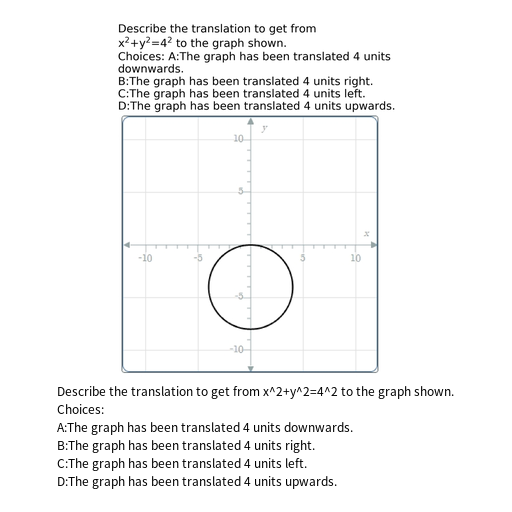 Describe the translation to get from
x²+y²=4² to the graph shown.
Choices: A:The graph has been translated 4 units
downwards.
B:The graph has been translated 4 units right.
C:The graph has been translated 4 units left.
D:The graph has been translated 4 units upwards.
y
10
5
x
-10 -5 5 10
-5
-10
Describe the translation to get from x^2+y^2=4^2 to the graph shown.
Choices:
A:The graph has been translated 4 units downwards.
B:The graph has been translated 4 units right.
C:The graph has been translated 4 units left.
D:The graph has been translated 4 units upwards.